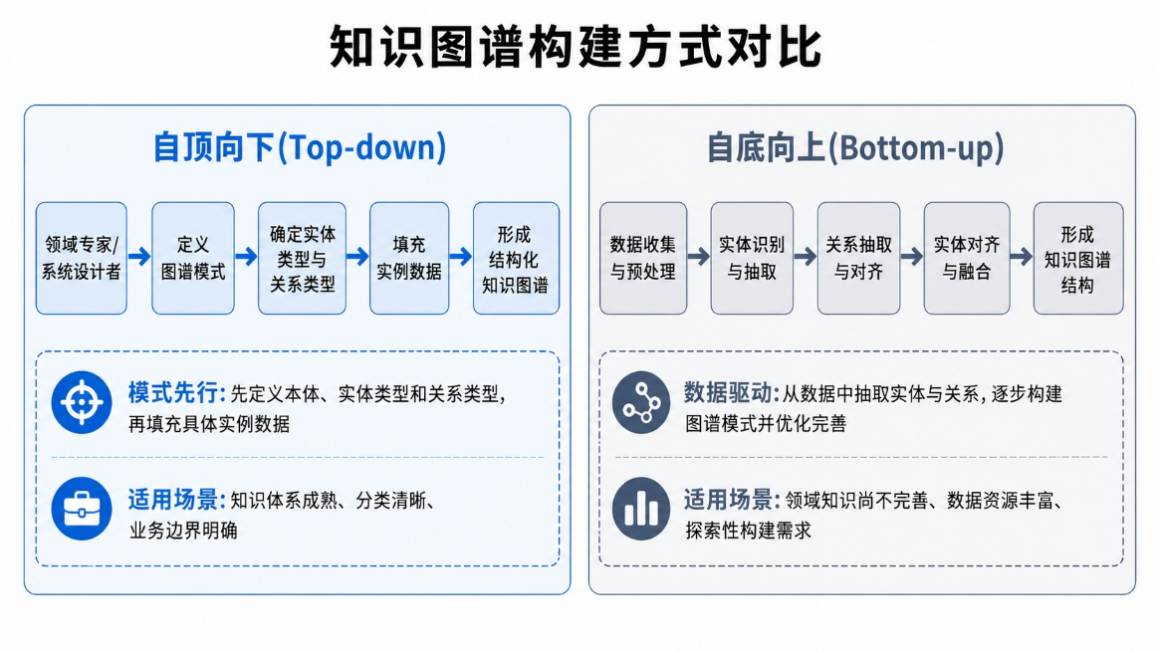 知识图谱构建方式对比
自顶向下(Top-down)
领域专家/
系统设计者
定义
图谱模式
确定实体
类型与
关系类型
填充
实例数据
形成
结构化
知识图谱
模式先行:先定义本体、实体类型和关系类型,
再填充具体实例数据
适用场景:知识体系成熟、分类清晰、
业务边界明确
自底向上(Bottom-up)
数据收集
与预处理
实体识别
与抽取
关系抽取
与对齐
实体对齐
与融合
形成
知识图谱
结构
数据驱动:从数据中抽取实体与关系,逐步构建
图谱模式并优化完善
适用场景:领域知识尚不完善、数据资源丰富、
探索性构建需求